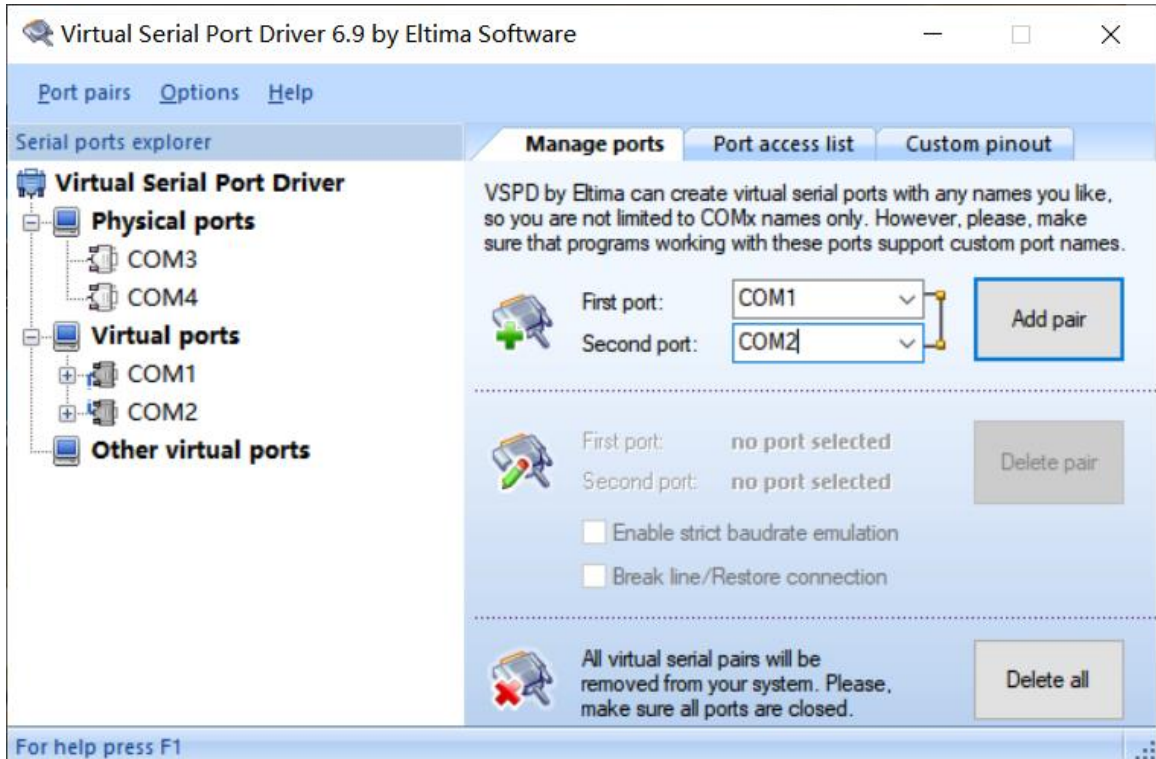 Virtual Serial Port Driver 6.9 by Eltima Software
Port pairs Options Help
Serial ports explorer
Virtual Serial Port Driver
Physical ports
COM3
COM4
Virtual ports
COM1
COM2
Other virtual ports
Manage ports Port access list Custom pinout
VSPD by Eltima can create virtual serial ports with any names you like,
so you are not limited to COMx names only. However, please, make
sure that programs working with these ports support custom port names.
First port: COM1
Second port: COM2
Add pair
First port: no port selected
Second port: no port selected
Delete pair
Enable strict baudrate emulation
Break line/Restore connection
All virtual serial pairs will be
removed from your system. Please,
make sure all ports are closed.
Delete all
For help press F1